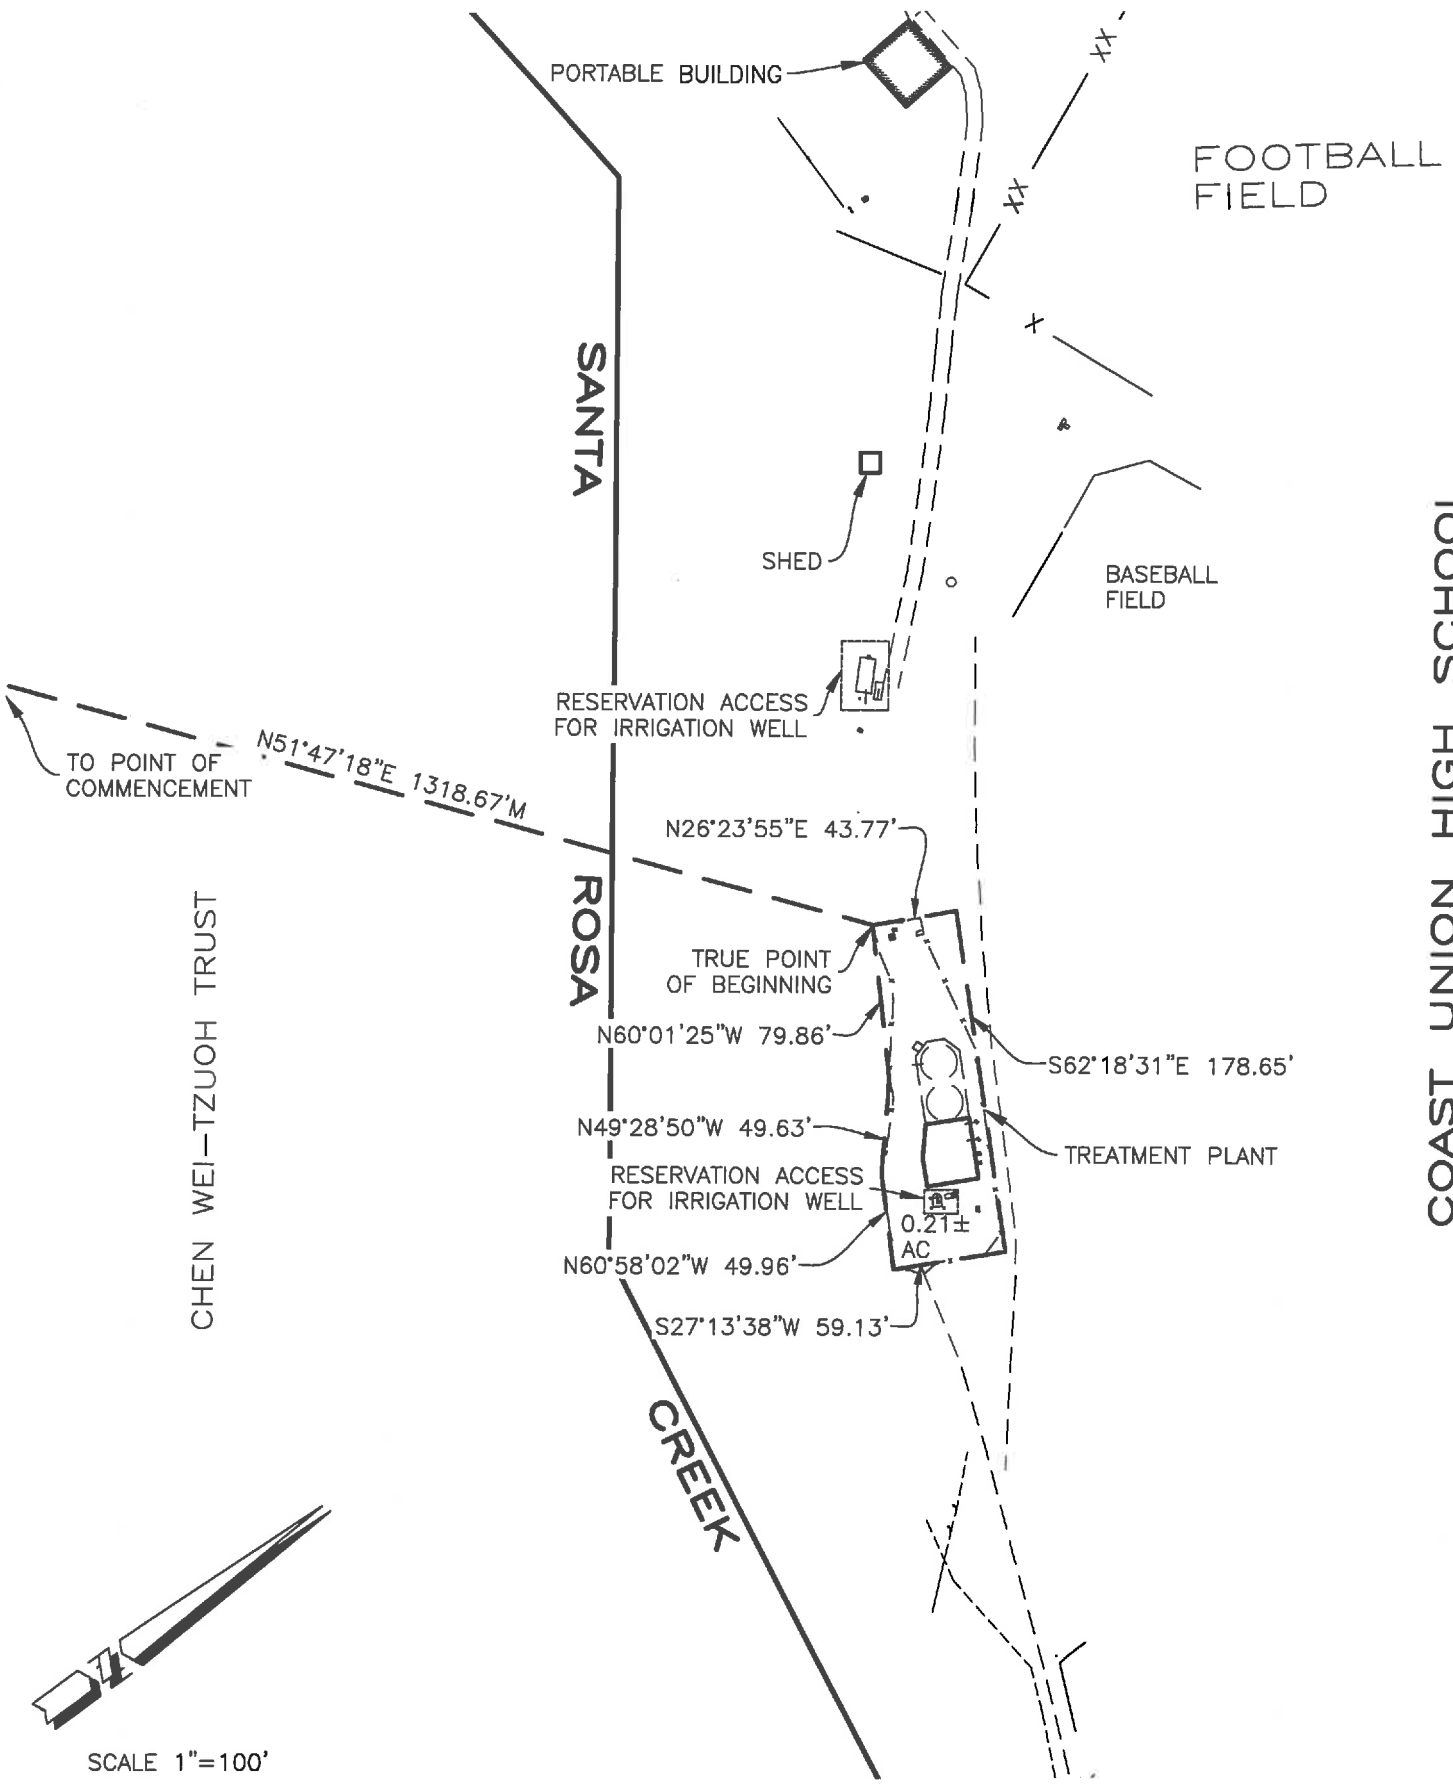 PORTABLE BUILDING
XX
FOOTBALL
FIELD
XX
X
SANTA
SHED
BASEBALL
FIELD
COAST UNION HIGH SCHOOL
RESERVATION ACCESS
FOR IRRIGATION WELL
TO POINT OF
COMMENCEMENT
N51°47'18"E 1318.67'M
N26°23'55"E 43.77'
CHEN WEI-TZUOH TRUST
ROSA
TRUE POINT
OF BEGINNING
N60°01'25"W 79.86'
S62°18'31"E 178.65'
N49°28'50"W 49.63'
TREATMENT PLANT
RESERVATION ACCESS
FOR IRRIGATION WELL
0.21±
AC
N60°58'02"W 49.96'
S27°13'38"W 59.13'
CREEK
SCALE 1"=100'